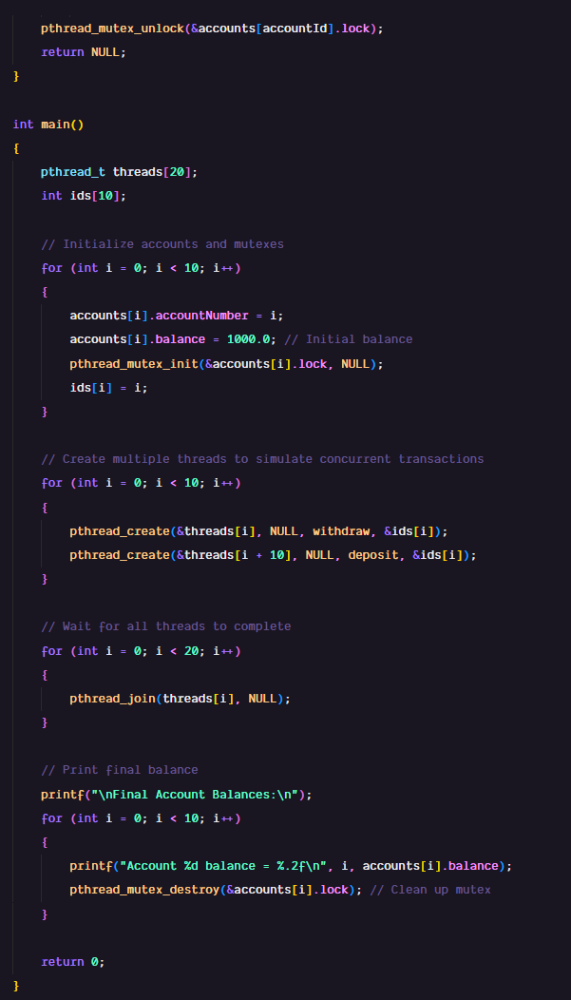 pthread_mutex_unlock(&accounts[accountId].lock);
    return NULL;
}

int main()
{
    pthread_t threads[20];
    int ids[10];

    // Initialize accounts and mutexes
    for (int i = 0; i < 10; i++)
    {
        accounts[i].accountNumber = i;
        accounts[i].balance = 1000.0; // Initial balance
        pthread_mutex_init(&accounts[i].lock, NULL);
        ids[i] = i;
    }

    // Create multiple threads to simulate concurrent transactions
    for (int i = 0; i < 10; i++)
    {
        pthread_create(&threads[i], NULL, withdraw, &ids[i]);
        pthread_create(&threads[i + 10], NULL, deposit, &ids[i]);
    }

    // Wait for all threads to complete
    for (int i = 0; i < 20; i++)
    {
        pthread_join(threads[i], NULL);
    }

    // Print final balance
    printf("\nFinal Account Balances:\n");
    for (int i = 0; i < 10; i++)
    {
        printf("Account %d balance = %.2f\n", i, accounts[i].balance);
        pthread_mutex_destroy(&accounts[i].lock); // Clean up mutex
    }

    return 0;
}